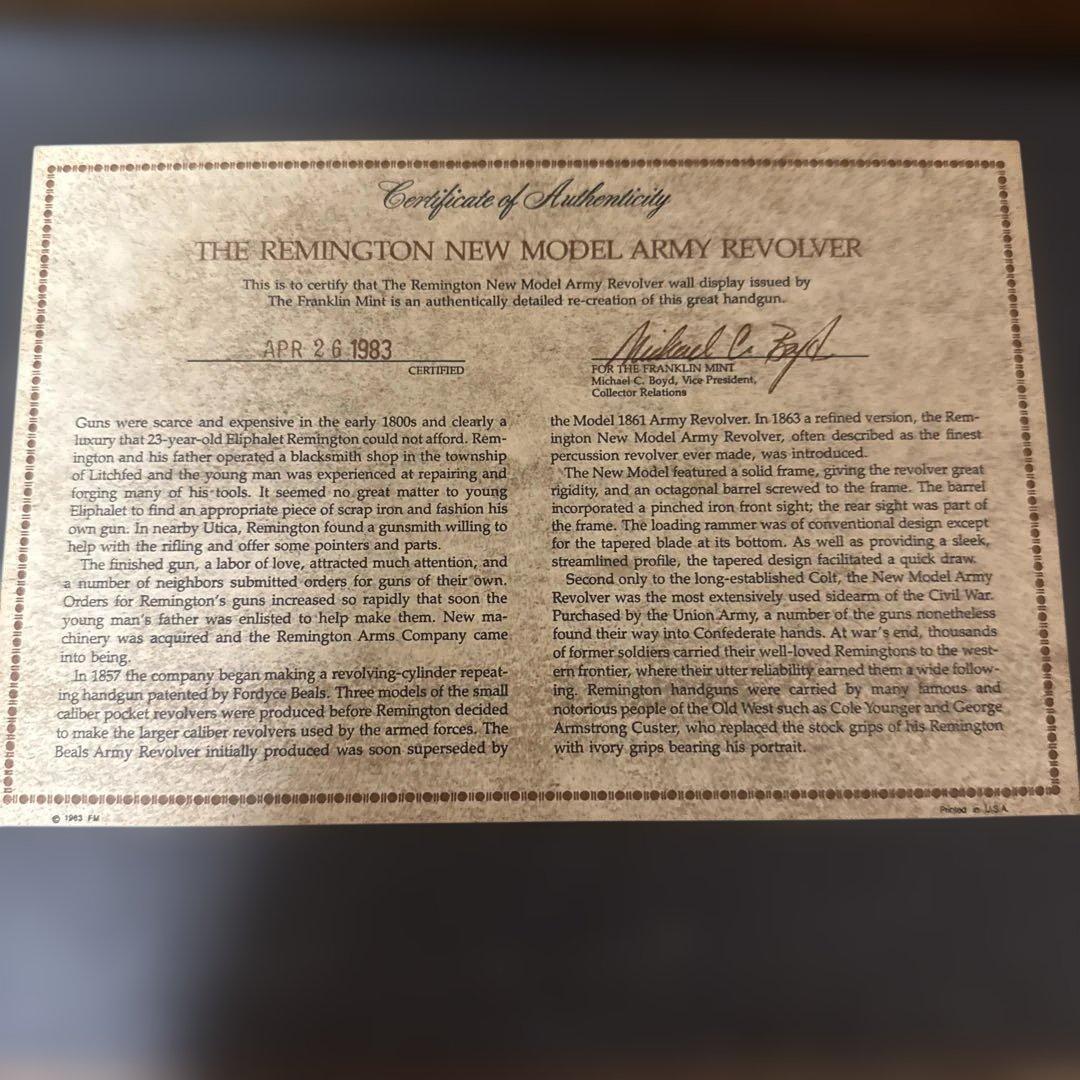 Certificate of Authenticity
THE REMINGTON NEW MODEL ARMY REVOLVER
This is to certify that The Remington New Model Army Revolver wall display issued by
The Franklin Mint is an authentically detailed re-creation of this great handgun.
APR 26 1983
CERTIFIED
Michael C. Boyd
FOR THE FRANKLIN MINT
Michael C. Boyd, Vice President,
Collector Relations
Guns were scarce and expensive in the early 1800s and clearly a
luxury that 23-year-old Eliphalet Remington could not afford. Rem-
ington and his father operated a blacksmith shop in the township
of Litchfed and the young man was experienced at repairing and
forging many of his tools. It seemed no great matter to young
Eliphalet to find an appropriate piece of scrap iron and fashion his
own gun. In nearby Utica, Remington found a gunsmith willing to
help with the rifling and offer some pointers and parts.
The finished gun, a labor of love, attracted much attention, and
a number of neighbors submitted orders for guns of their own.
Orders for Remington's guns increased so rapidly that soon the
young man's father was enlisted to help make them. New ma-
chinery was acquired and the Remington Arms Company came
into being.
In 1857 the company began making a revolving-cylinder repeat-
ing handgun patented by Fordyce Beals. Three models of the small
caliber pocket revolvers were produced before Remington decided
to make the larger caliber revolvers used by the armed forces. The
Beals Army Revolver initially produced was soon superseded by
the Model 1861 Army Revolver. In 1863 a refined version, the Rem-
ington New Model Army Revolver, often described as the finest
percussion revolver ever made, was introduced.
The New Model featured a solid frame, giving the revolver great
rigidity, and an octagonal barrel screwed to the frame. The barrel
incorporated a pinched iron front sight; the rear sight was part of
the frame. The loading rammer was of conventional design except
for the tapered blade at its bottom. As well as providing a sleek,
streamlined profile, the tapered design facilitated a quick draw.
Second only to the long-established Colt, the New Model Army
Revolver was the most extensively used sidearm of the Civil War.
Purchased by the Union Army, a number of the guns nonetheless
found their way into Confederate hands. At war's end, thousands
of former soldiers carried their well-loved Remingtons to the west-
ern frontier, where their utter reliability earned them a wide follow-
ing. Remington handguns were carried by many famous and
notorious people of the Old West such as Cole Younger and George
Armstrong Custer, who replaced the stock grips of his Remington
with ivory grips bearing his portrait.
© 1983 FM
Printed in U.S.A.